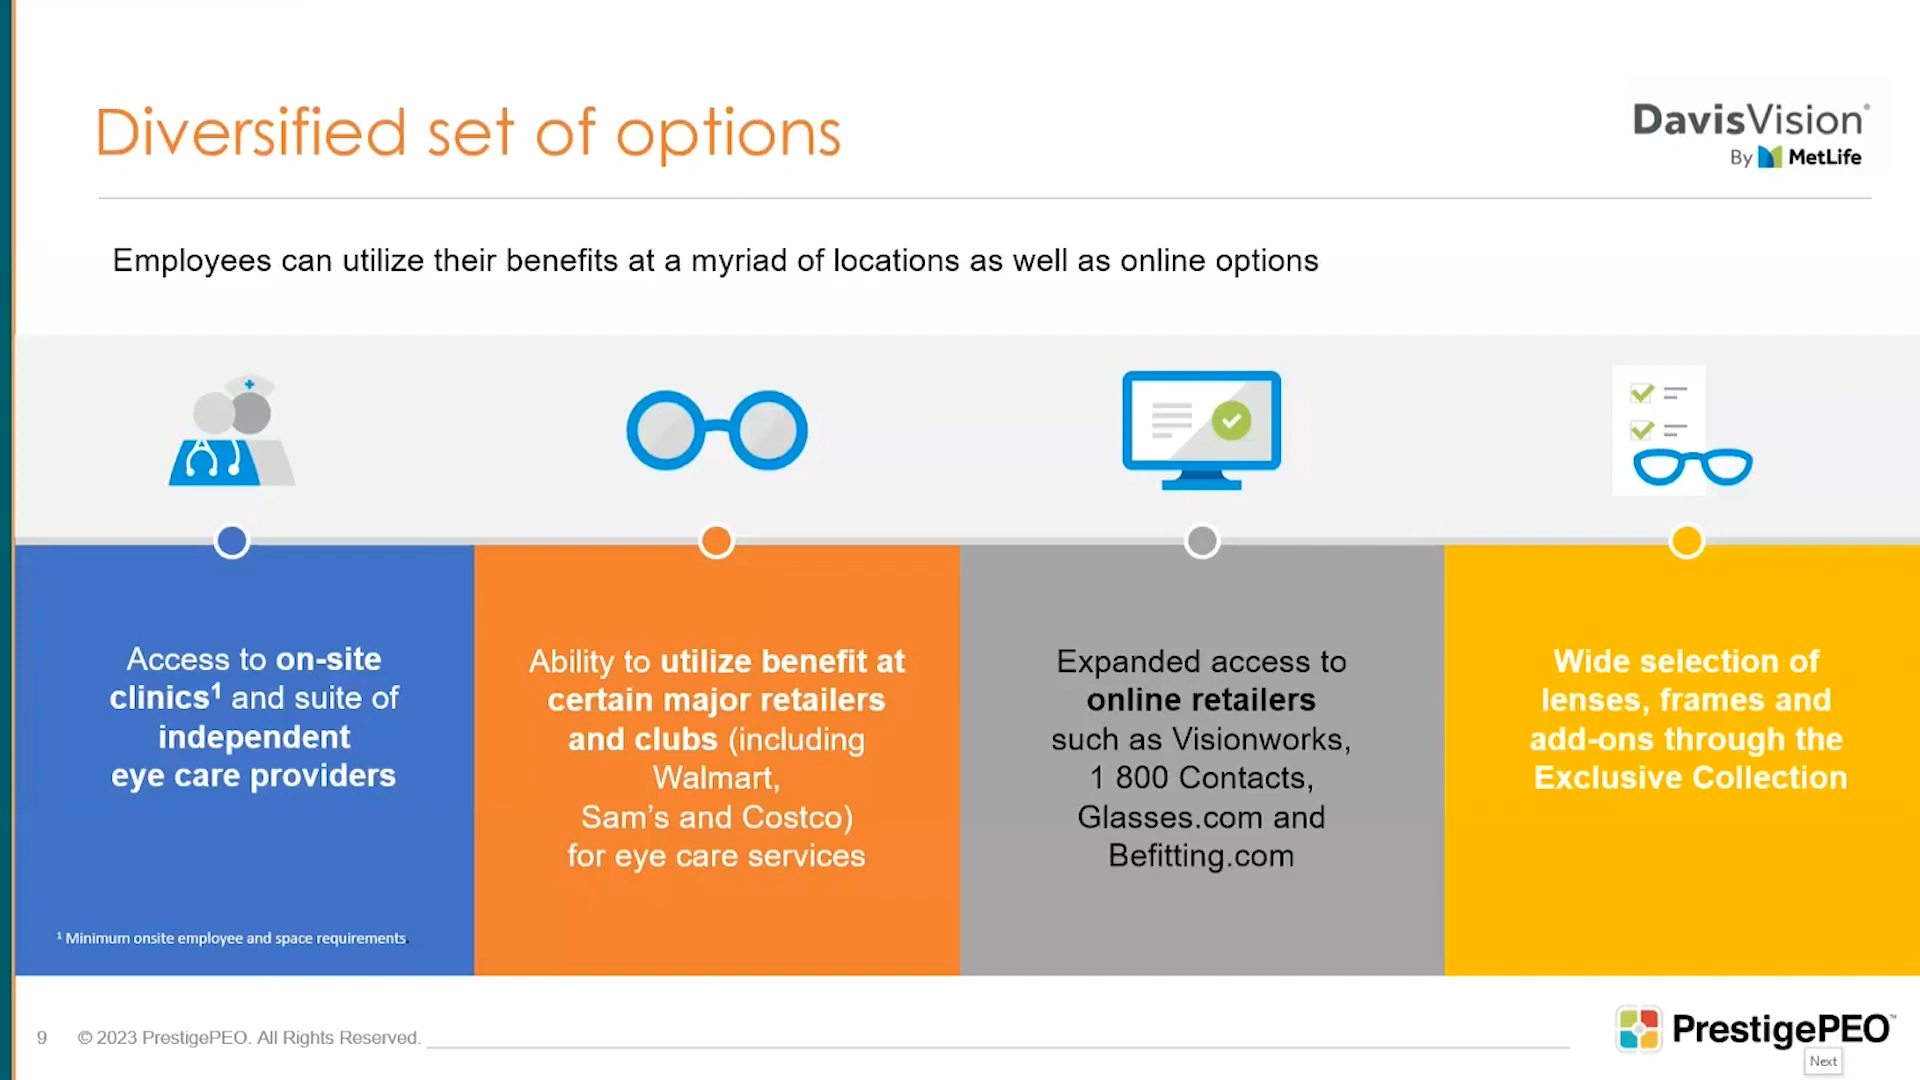 Diversified set of options
DavisVision®
By MetLife
Employees can utilize their benefits at a myriad of locations as well as online options
Access to on-site
clinics¹ and suite of
independent
eye care providers
¹ Minimum onsite employee and space requirements.
Ability to utilize benefit at
certain major retailers
and clubs (including
Walmart,
Sam’s and Costco)
for eye care services
Expanded access to
online retailers
such as Visionworks,
1 800 Contacts,
Glasses.com and
Befitting.com
Wide selection of
lenses, frames and
add-ons through the
Exclusive Collection
9 © 2023 PrestigePEO. All Rights Reserved.
PrestigePEO™
Next